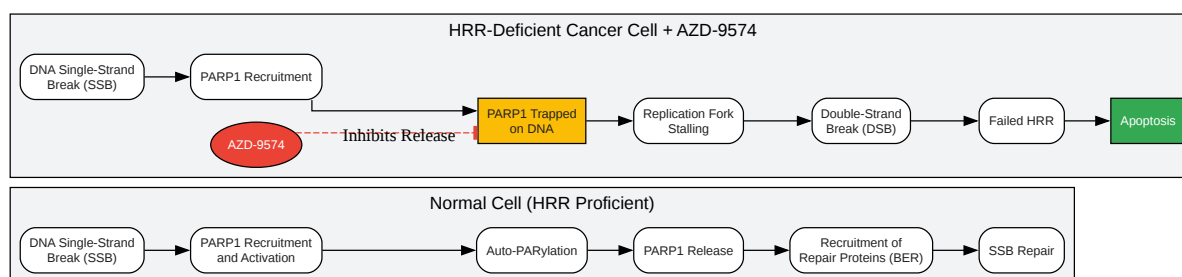 HRR-Deficient Cancer Cell + AZD-9574
DNA Single-Strand
Break (SSB)
PARP1 Recruitment
PARP1 Trapped
on DNA
Replication Fork
Stalling
Double-Strand
Break (DSB)
Failed HRR
Apoptosis
AZD-9574
Inhibits Release
Normal Cell (HRR Proficient)
DNA Single-Strand
Break (SSB)
PARP1 Recruitment
and Activation
Auto-PARylation
PARP1 Release
Recruitment of
Repair Proteins (BER)
SSB Repair